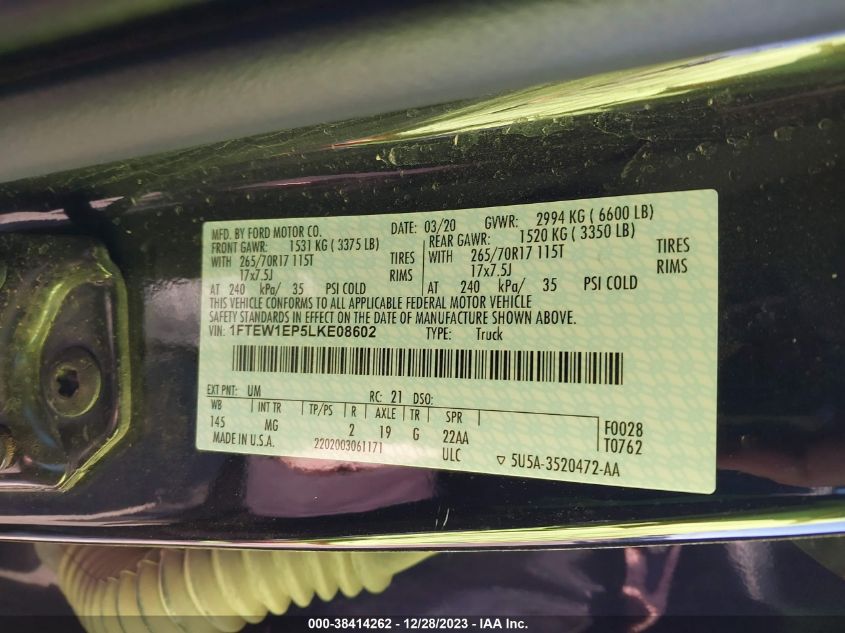 MFD. BY FORD MOTOR CO. DATE: 03/20 GVWR: 2994 KG ( 6600 LB)
FRONT GAWR: 1531 KG ( 3375 LB) REAR GAWR: 1520 KG ( 3350 LB)
WITH 265/70R17 115T TIRES WITH 265/70R17 115T TIRES
17x7.5J RIMS 17x7.5J RIMS
AT 240 kPa/ 35 PSI COLD AT 240 kPa/ 35 PSI COLD
THIS VEHICLE CONFORMS TO ALL APPLICABLE FEDERAL MOTOR VEHICLE
SAFETY STANDARDS IN EFFECT ON THE DATE OF MANUFACTURE SHOWN ABOVE.
VIN: 1FTEW1EP5LKE08602 TYPE: Truck
EXT PNT: UM RC: 21 DSO:
WB INT TR TP/PS R AXLE TR SPR
145 MG 2 19 G 22AA
F0028
T0762
MADE IN U.S.A. 2202003061171 ULC ▽ 5U5A-3520472-AA
000-38414262 - 12/28/2023 - IAA Inc.